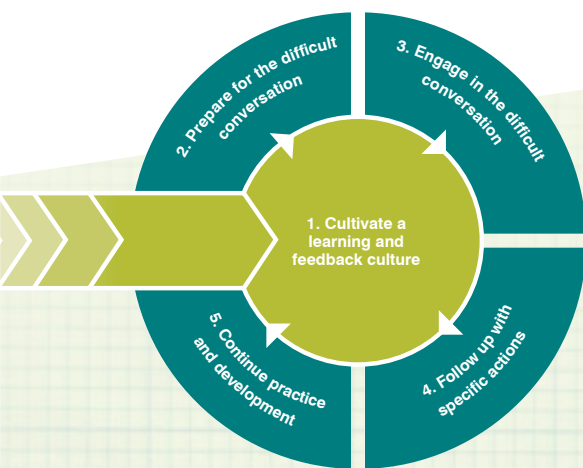 1. Cultivate a
learning and
feedback culture
2. Prepare for the difficult
conversation
3. Engage in the difficult
conversation
4. Follow up with
specific actions
5. Continue practice
and development